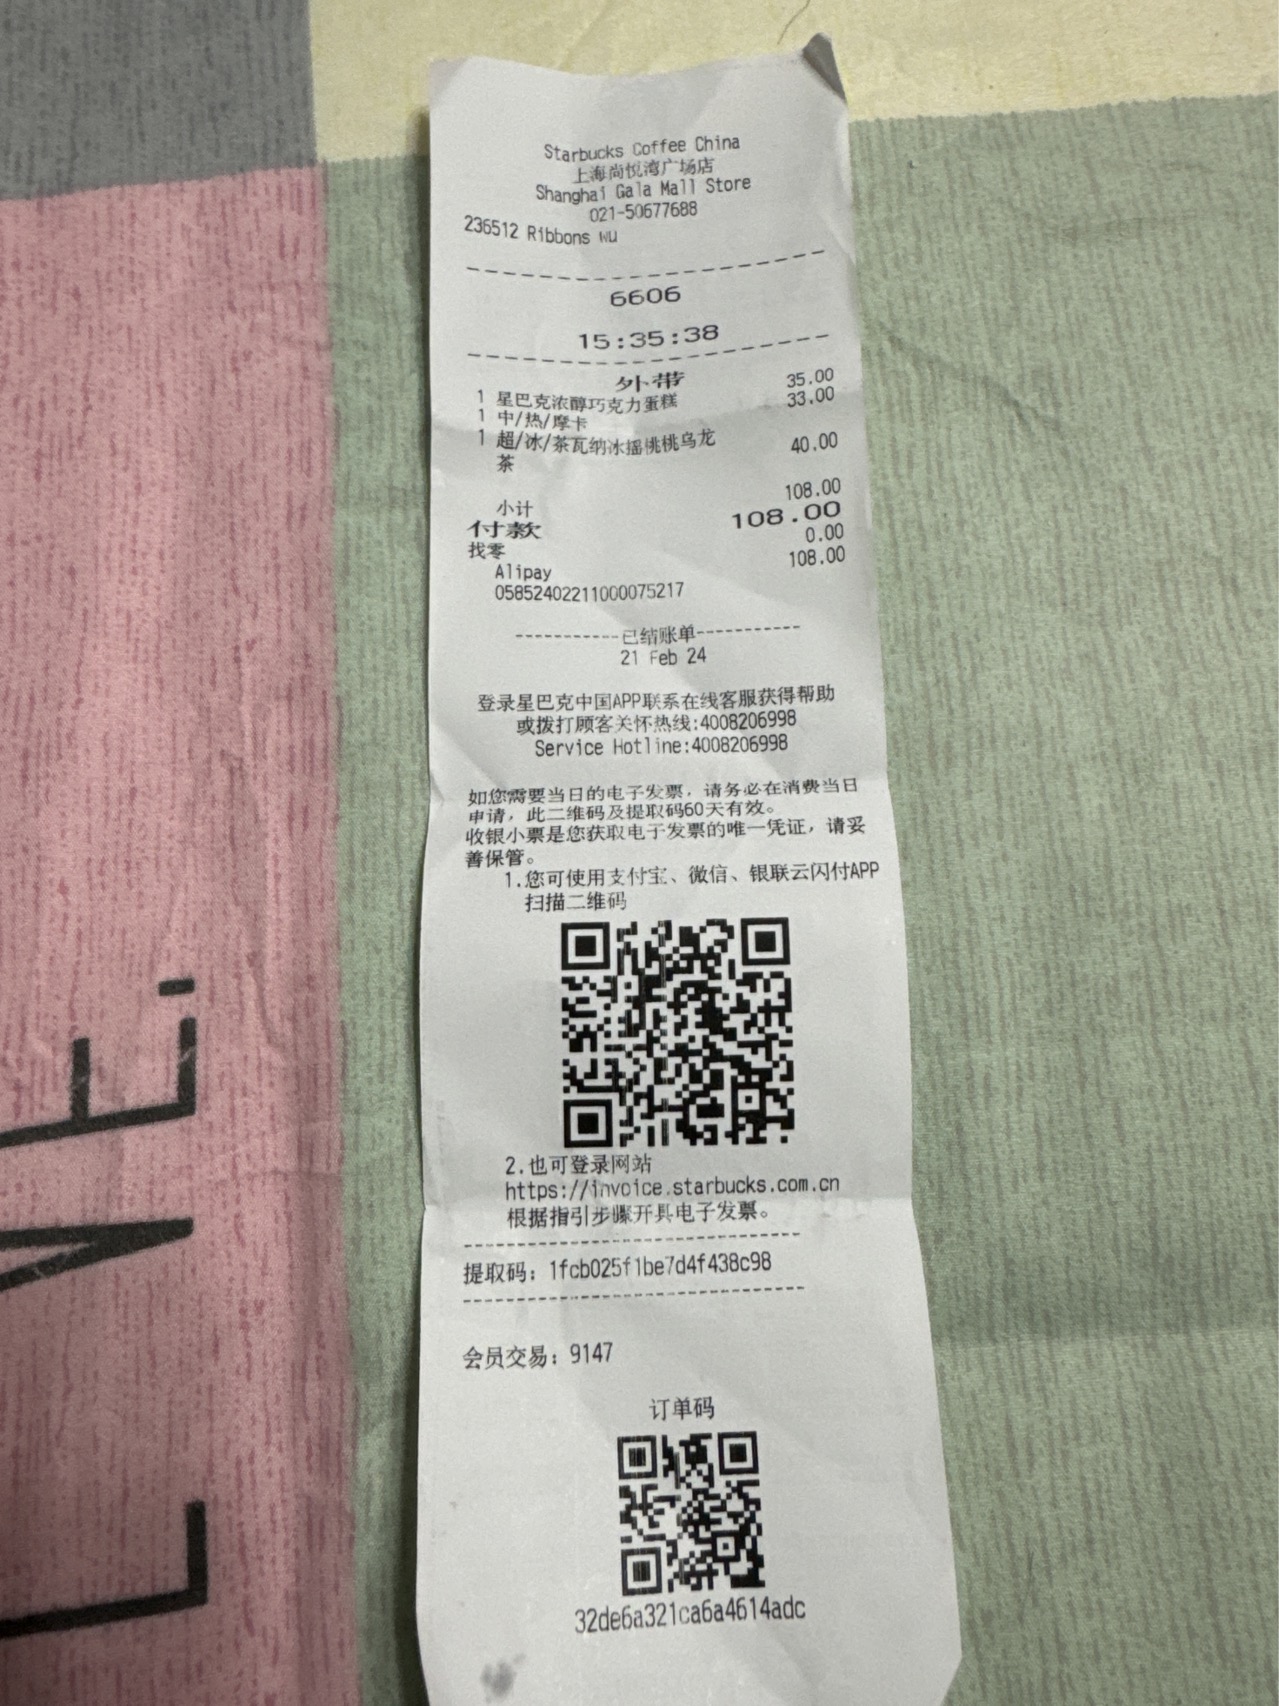 Starbucks Coffee China
上海尚悦湾广场店
Shanghai Gala Mall Store
021-50677688
236512 Ribbons WU
6606
15:35:38
外带
1 星巴克浓醇巧克力蛋糕 35.00
1 中/热/摩卡 33.00
1 超/冰/茶瓦纳冰摇桃桃乌龙 40.00
茶
小计 108.00
付款 108.00
找零 0.00
Alipay 108.00
05852402211000075217
-----------已结账单-----------
21 Feb 24
登录星巴克中国APP联系在线客服获得帮助
或拨打顾客关怀热线:4008206998
Service Hotline:4008206998
如您需要当日的电子发票，请务必在消费当日
申请，此二维码及提取码60天有效。
收银小票是您获取电子发票的唯一凭证，请妥
善保管。
1.您可使用支付宝、微信、银联云闪付APP
扫描二维码
2.也可登录网站
https://invoice.starbucks.com.cn
根据指引步骤开具电子发票。
提取码：1fcb025f1be7d4f438c98
会员交易：9147
订单码
32de6a321ca6a4614adc
LIVE.